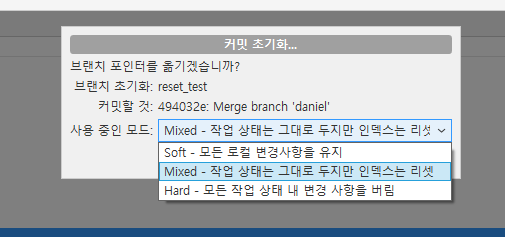 커밋 초기화...
브랜치 포인터를 옮기겠습니까?
브랜치 초기화: reset_test
커밋할 것: 494032e: Merge branch 'daniel'
사용 중인 모드: Mixed - 작업 상태는 그대로 두지만 인덱스는 리셋
Soft - 모든 로컬 변경사항을 유지
Mixed - 작업 상태는 그대로 두지만 인덱스는 리셋
Hard - 모든 작업 상태 내 변경 사항을 버림